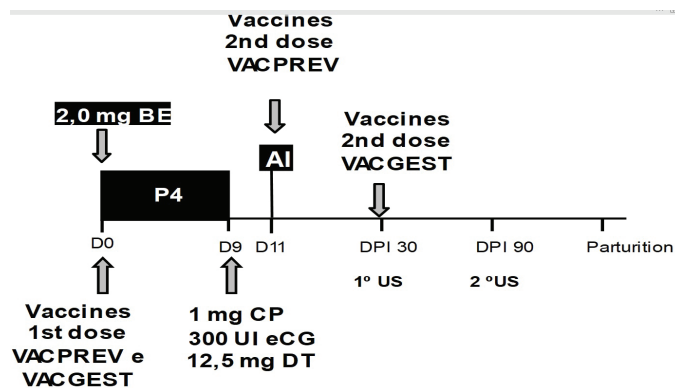 Vaccines
2nd dose
VACPREV
2,0 mg BE
Vaccines
2nd dose
VACGEST
AI
P4
D0
D9
D11
DPI 30
DPI 90
Parturition
1º US
2 ºUS
Vaccines
1st dose
VACPREV e
VACGEST
1 mg CP
300 UI eCG
12,5 mg DT